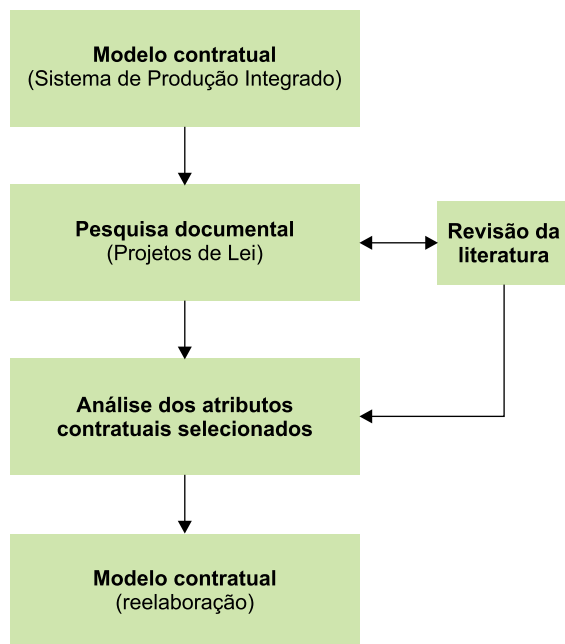 Modelo contratual
(Sistema de Produção Integrado)
Pesquisa documental
(Projetos de Lei)
Revisão da
literatura
Análise dos atributos
contratuais selecionados
Modelo contratual
(reelaboração)